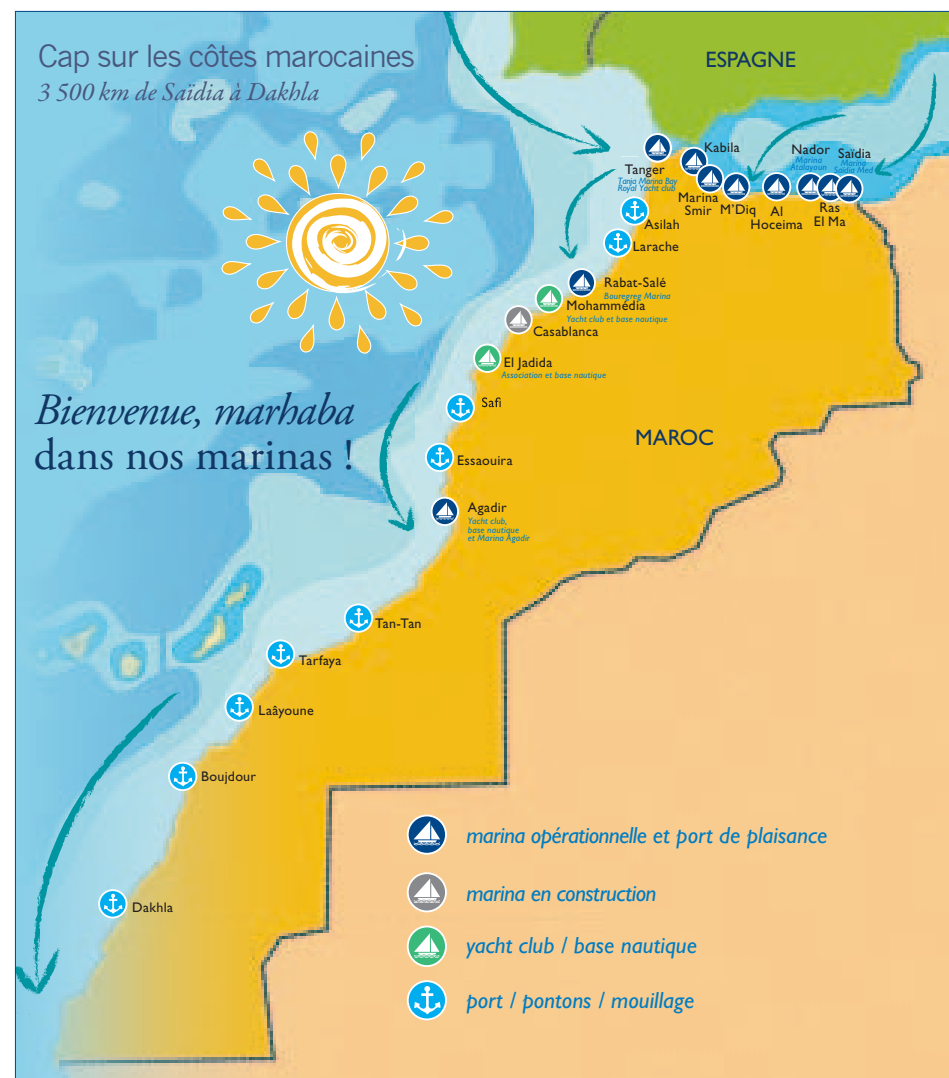 Cap sur les côtes marocaines
3 500 km de Saïdia à Dakhla
ESPAGNE
Kabila
Nador
Marina
Atalayoun
Saïdia
Marina
Saïdia Med
Tanger
Tanja Marina Bay
Royal Yacht club
Marina
Smir
M'Diq
Al
Hoceima
Ras
El Ma
Asilah
Larache
Rabat-Salé
Bouregreg Marina
Mohammédia
Yacht club et base nautique
Casablanca
El Jadida
Association et base nautique
Bienvenue, marhaba
dans nos marinas !
Safi
MAROC
Essaouira
Agadir
Yacht club,
base nautique
et Marina Agadir
Tan-Tan
Tarfaya
Laâyoune
Boujdour
Dakhla
marina opérationnelle et port de plaisance
marina en construction
yacht club / base nautique
port / pontons / mouillage